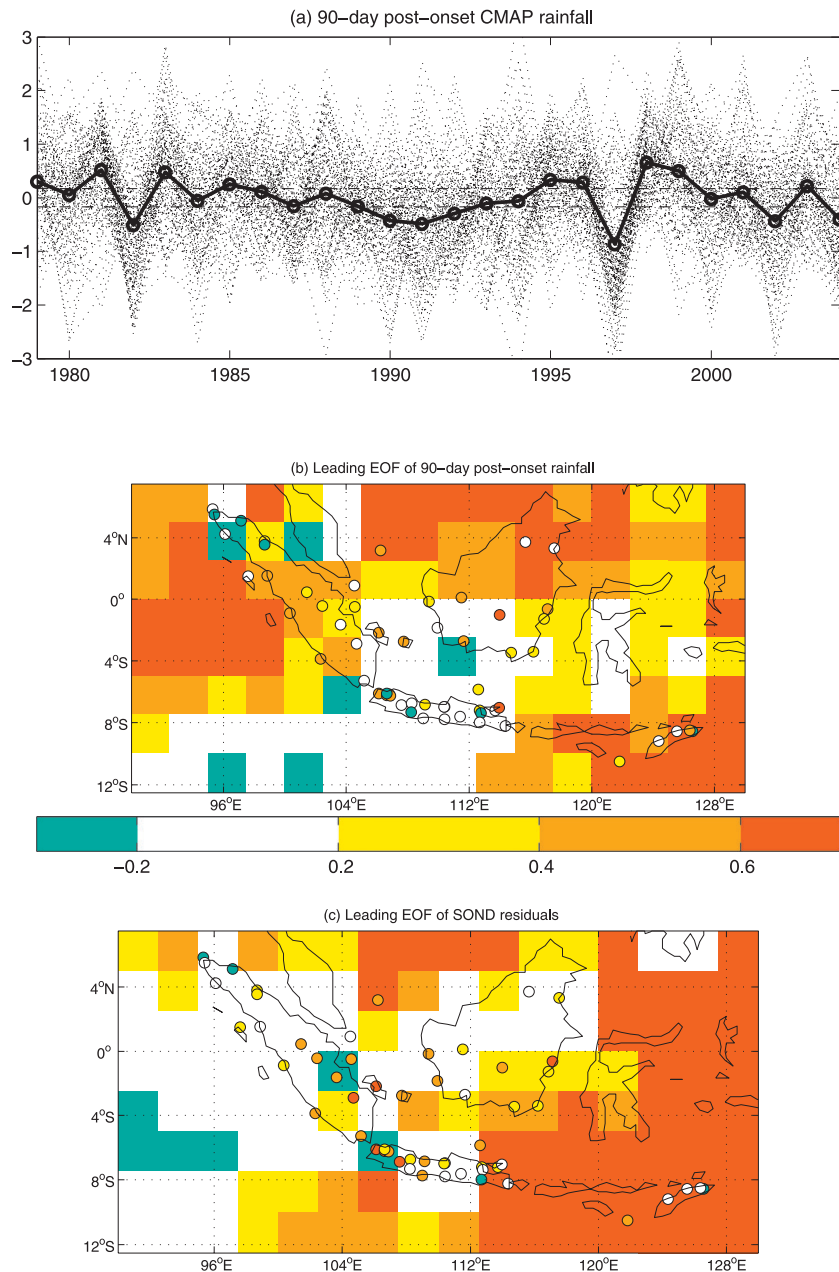 (a) 90−day post−onset CMAP rainfall
3
2
1
0
−1
−2
−3
1980 1985 1990 1995 2000
(b) Leading EOF of 90−day post−onset rainfall
4°N
0°
4°S
8°S
12°S
96°E 104°E 112°E 120°E 128°E
−0.2 0.2 0.4 0.6
(c) Leading EOF of SOND residuals
4°N
0°
4°S
8°S
12°S
96°E 104°E 112°E 120°E 128°E